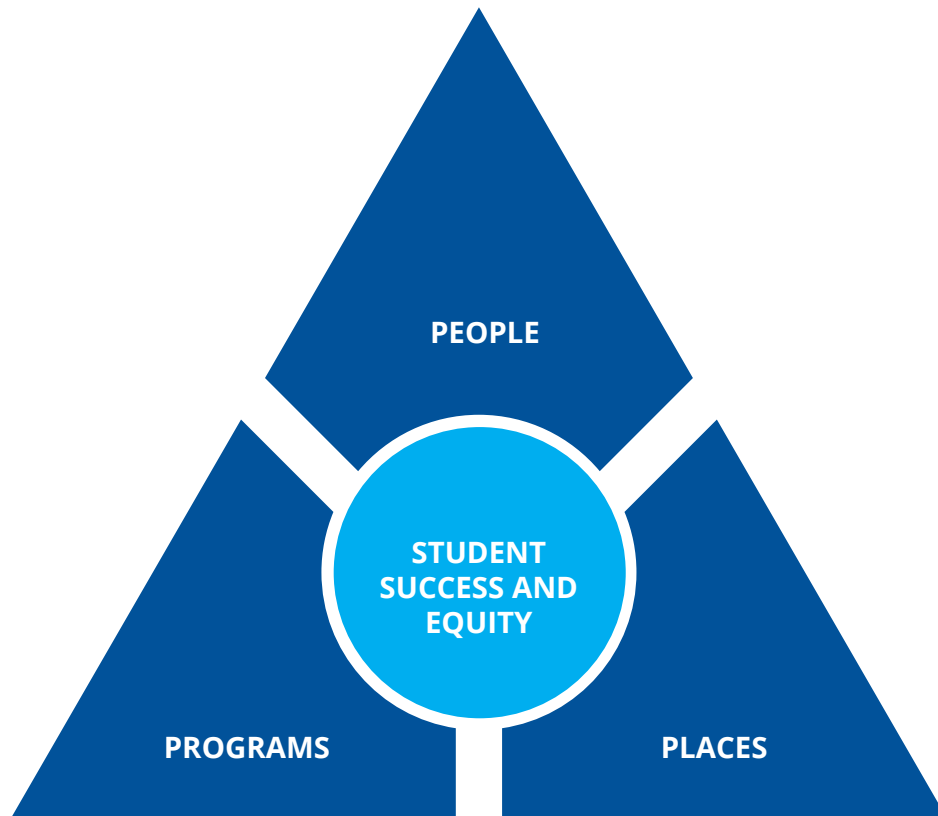 PEOPLE
STUDENT
SUCCESS AND
EQUITY
PROGRAMS
PLACES